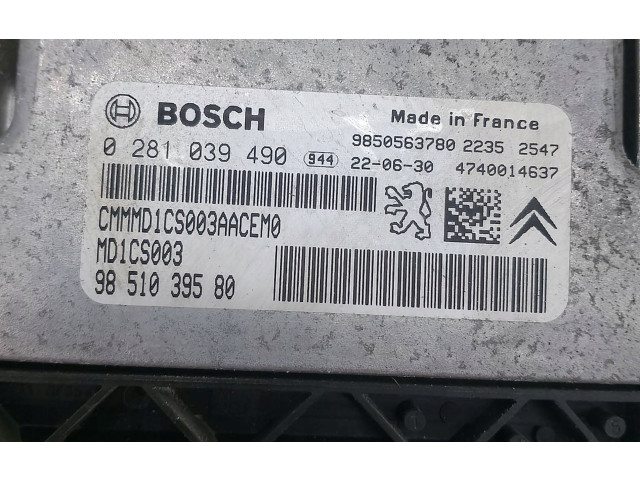 BOSCH
Made in France
9850563780 2235 2547
0 281 039 490 944 22-06-30 4740014637
CMMMD1CS003AACEM0
MD1CS003
98 510 395 80